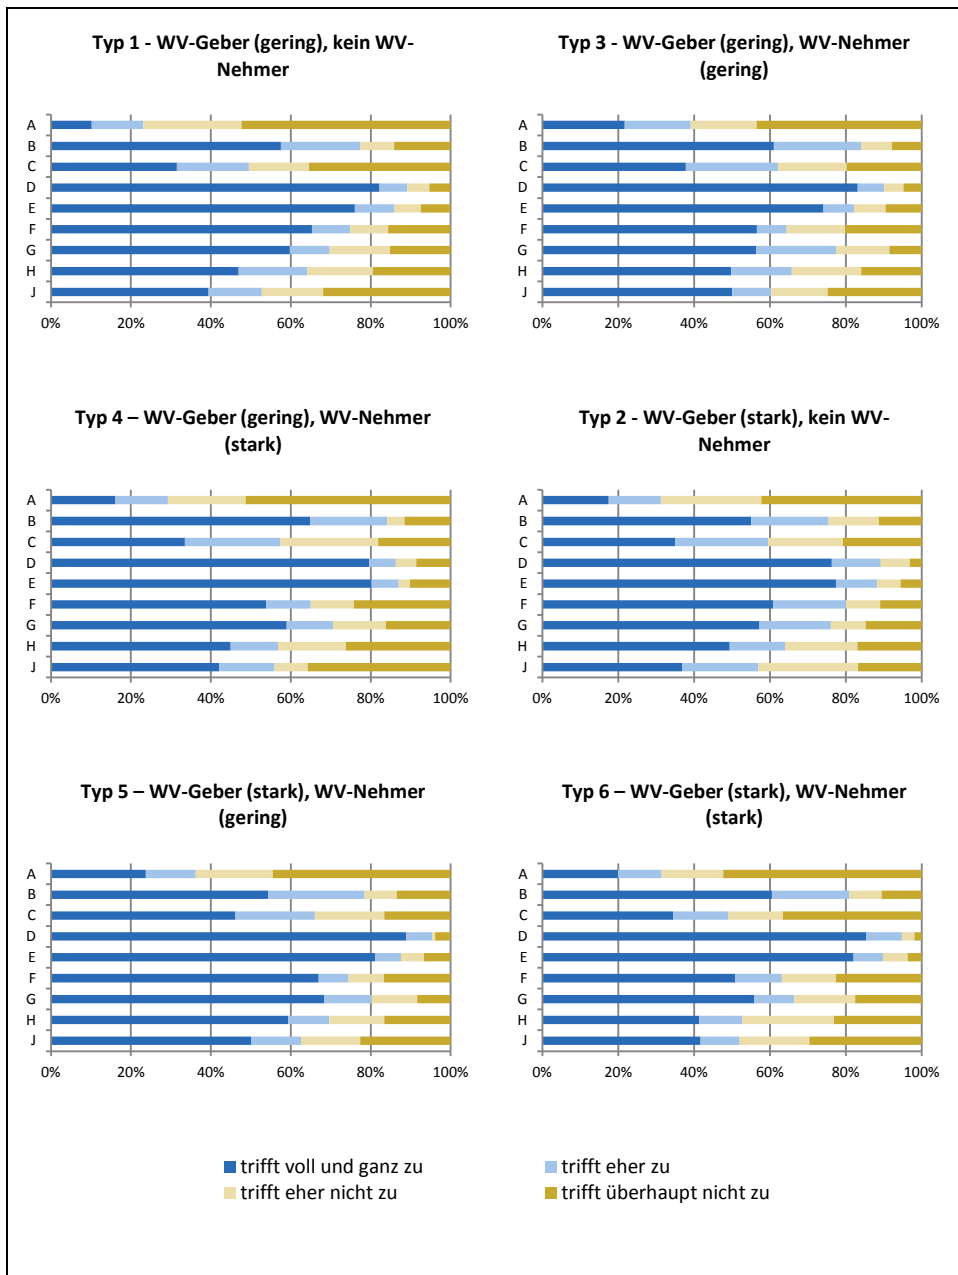 Typ 1 - WV-Geber (gering), kein WV-
Nehmer
A
B
C
D
E
F
G
H
J
0% 20% 40% 60% 80% 100%
Typ 3 - WV-Geber (gering), WV-Nehmer
(gering)
A
B
C
D
E
F
G
H
J
0% 20% 40% 60% 80% 100%
Typ 4 – WV-Geber (gering), WV-Nehmer
(stark)
A
B
C
D
E
F
G
H
J
0% 20% 40% 60% 80% 100%
Typ 2 - WV-Geber (stark), kein WV-
Nehmer
A
B
C
D
E
F
G
H
J
0% 20% 40% 60% 80% 100%
Typ 5 – WV-Geber (stark), WV-Nehmer
(gering)
A
B
C
D
E
F
G
H
J
0% 20% 40% 60% 80% 100%
Typ 6 – WV-Geber (stark), WV-Nehmer
(stark)
A
B
C
D
E
F
G
H
J
0% 20% 40% 60% 80% 100%
trifft voll und ganz zu
trifft eher zu
trifft eher nicht zu
trifft überhaupt nicht zu